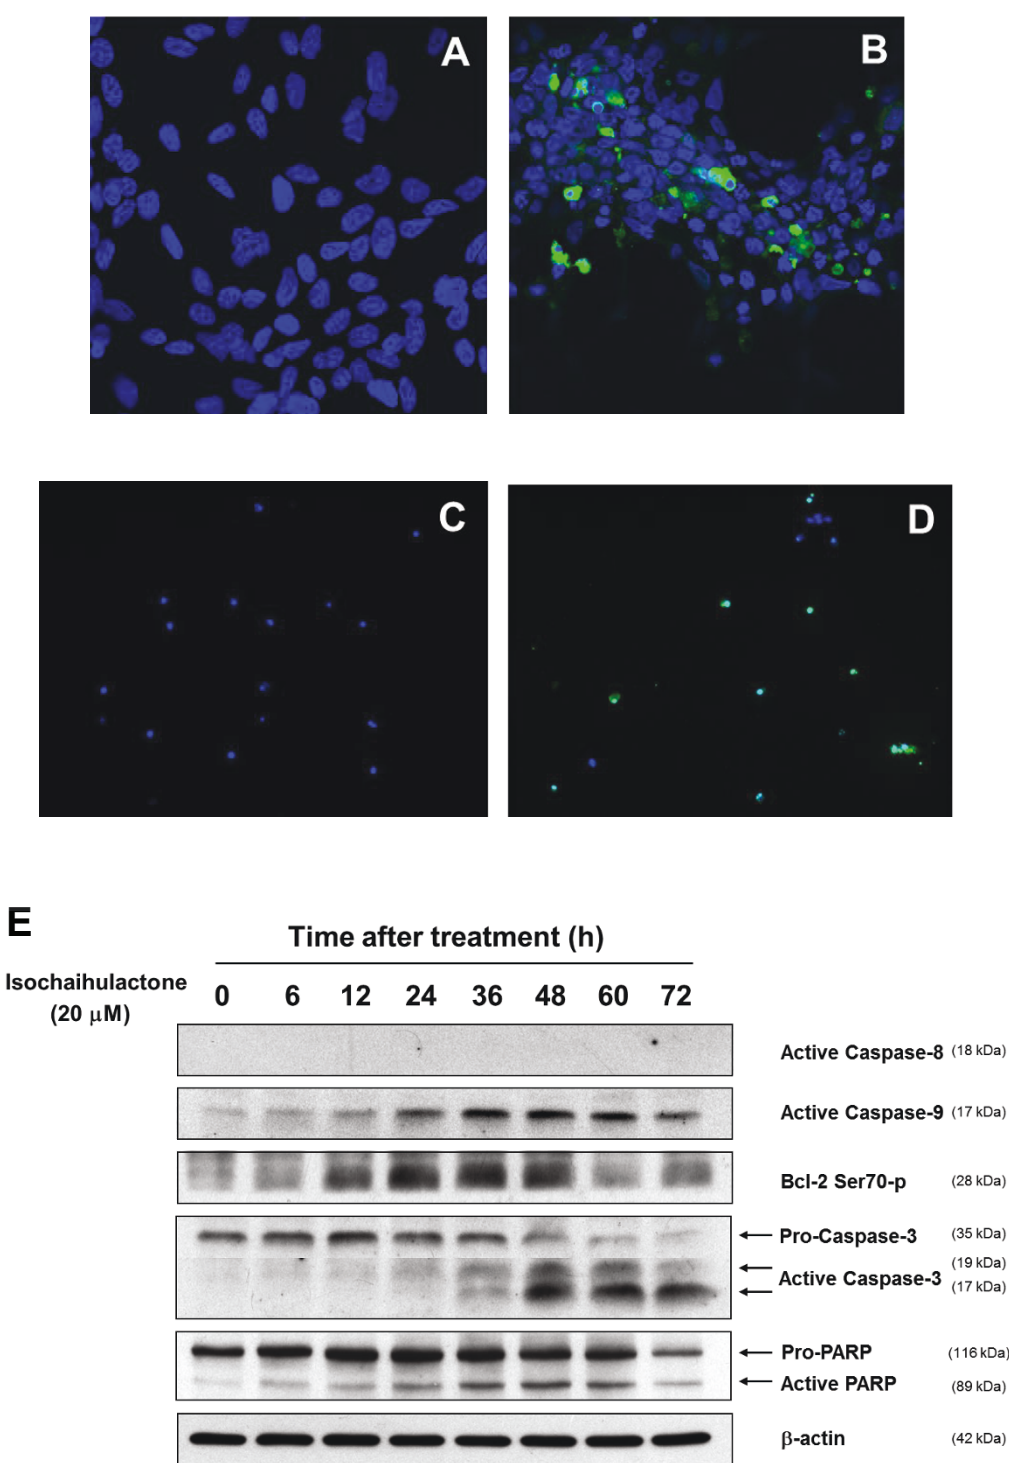 A
B
C
D
E
Time after treatment (h)
Isochaihulactone
(20 μM)
0 6 12 24 36 48 60 72
Active Caspase-8 (18 kDa)
Active Caspase-9 (17 kDa)
Bcl-2 Ser70-p (28 kDa)
Pro-Caspase-3 (35 kDa)
(19 kDa)
Active Caspase-3
(17 kDa)
Pro-PARP (116 kDa)
Active PARP (89 kDa)
β-actin (42 kDa)